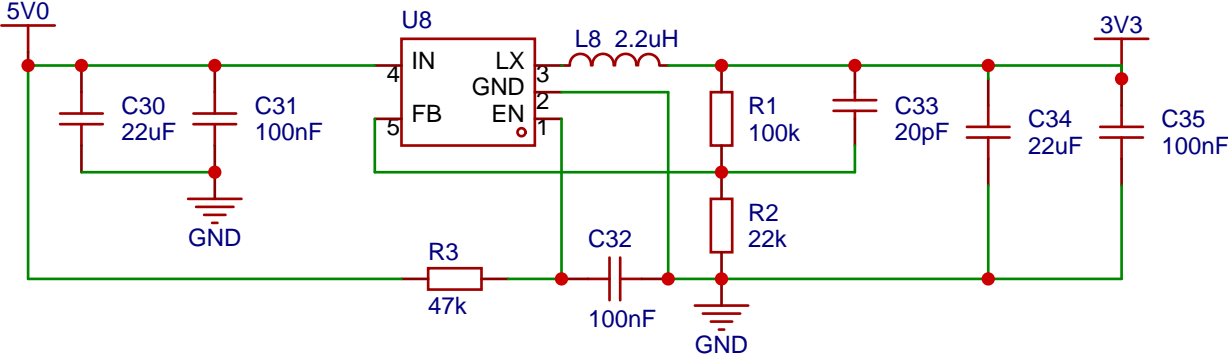 5V0
U8
L8 2.2uH
3V3
IN
LX
4
3
GND
2
FB
EN
5
1
C30
22uF
C31
100nF
R1
100k
C33
20pF
C34
22uF
C35
100nF
GND
R2
22k
R3
47k
C32
100nF
GND